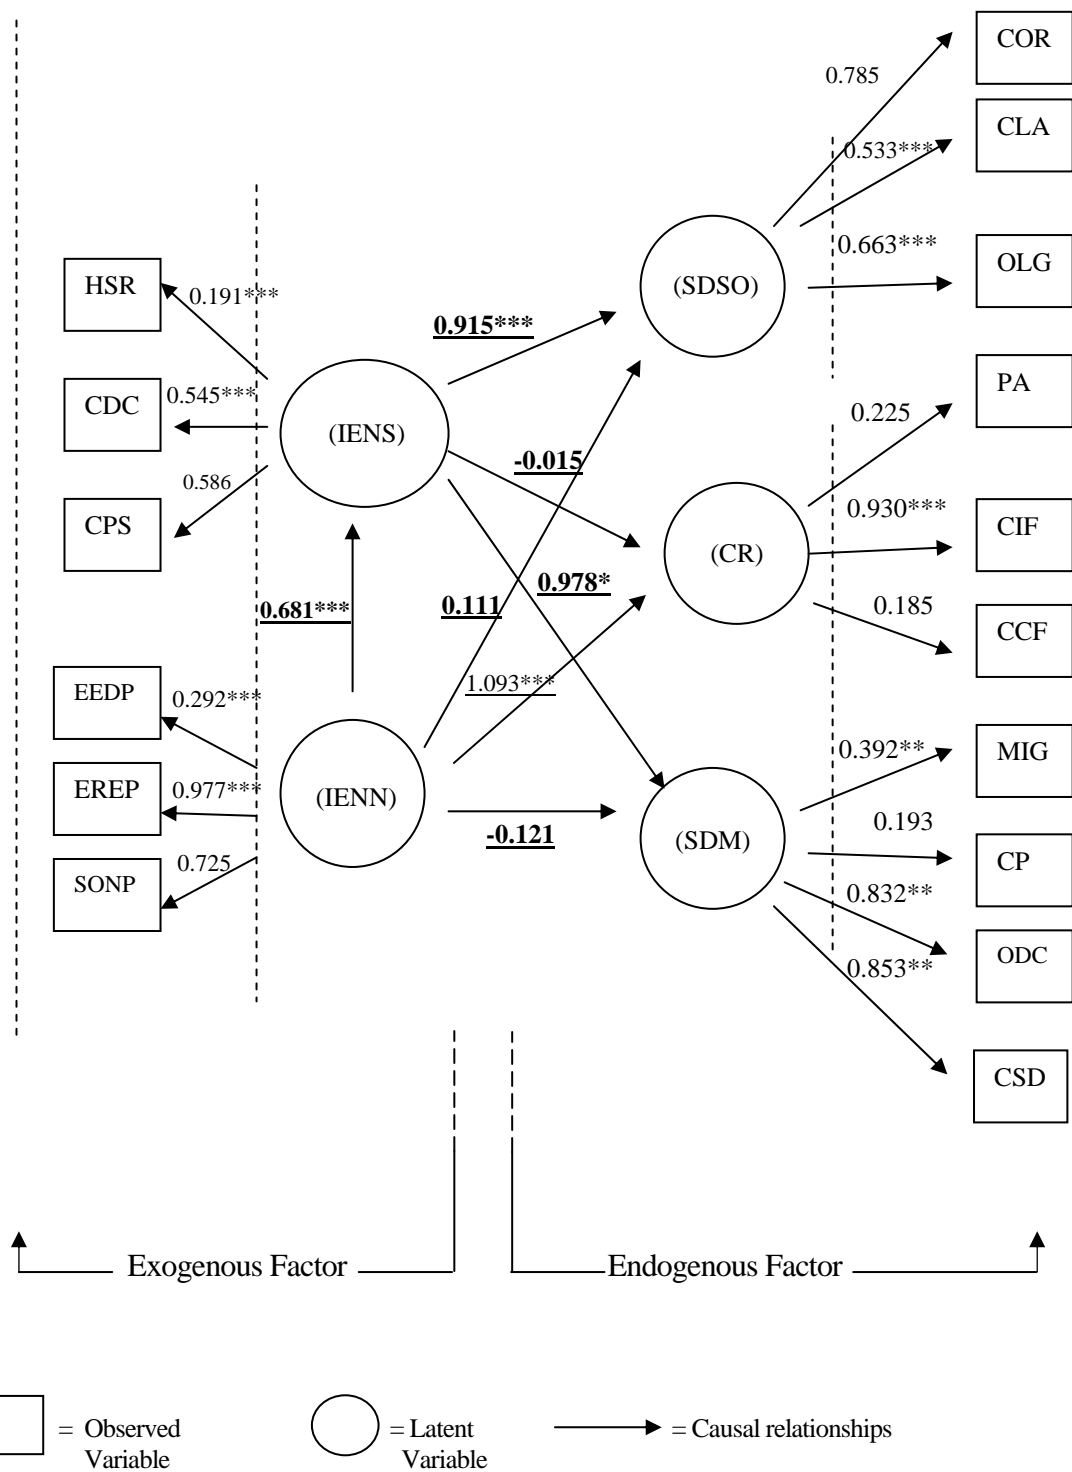 COR
0.785
CLA
0.533***
(SDSO)
0.663***
OLG
HSR
0.191***
0.915***
PA
CDC
0.545***
(IENS)
0.225
-0.015
0.586
CPS
0.930***
CIF
(CR)
0.978*
0.681***
0.111
0.185
CCF
EEDP
0.292***
1.093***
0.392**
MIG
EREP
0.977***
(IENN)
-0.121
0.193
(SDM)
CP
0.725
SONP
0.832**
ODC
0.853**
CSD
Exogenous Factor
Endogenous Factor
= Observed
Variable
= Latent
Variable
= Causal relationships